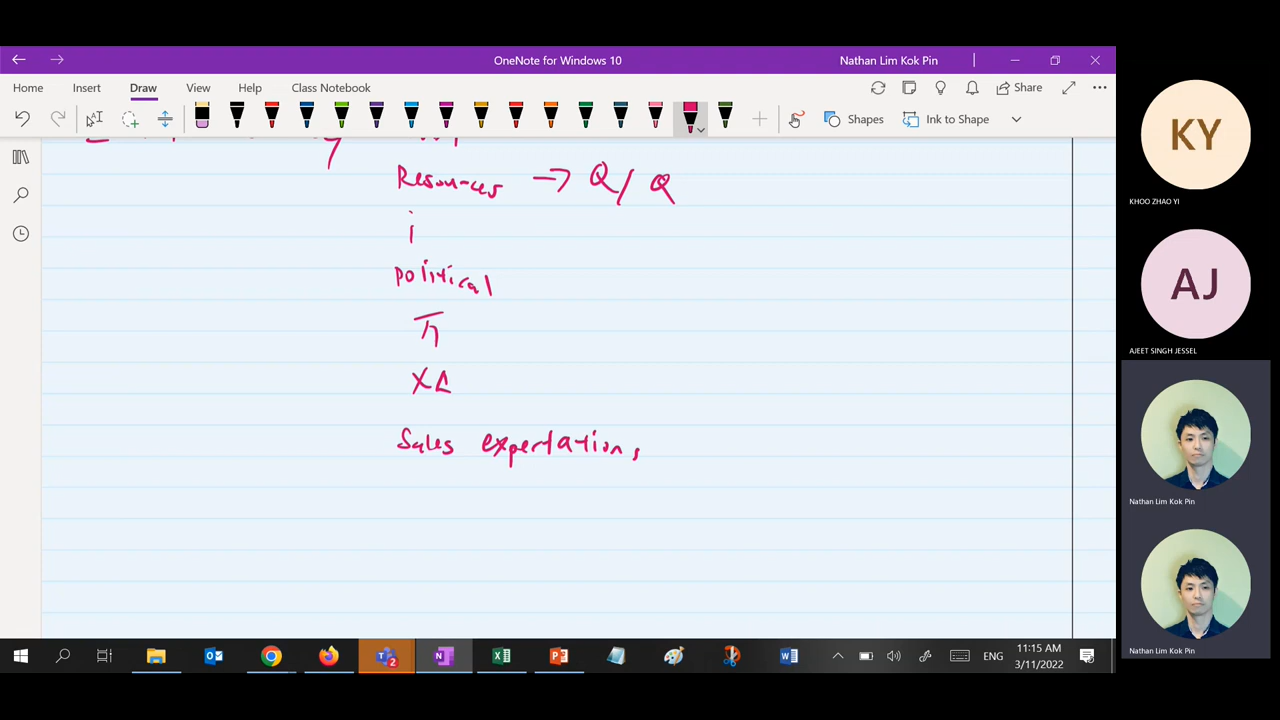 OneNote for Windows 10
Nathan Lim Kok Pin
Home Insert Draw View Help Class Notebook
Share
Shapes Ink to Shape
KY
KHOO ZHAO YI
Resources → Q/ Q
i
political
π
XΔ
Sales expectation,
AJ
AJEET SINGH JESSEL
Nathan Lim Kok Pin
Nathan Lim Kok Pin
2
ENG
11:15 AM
3/11/2022